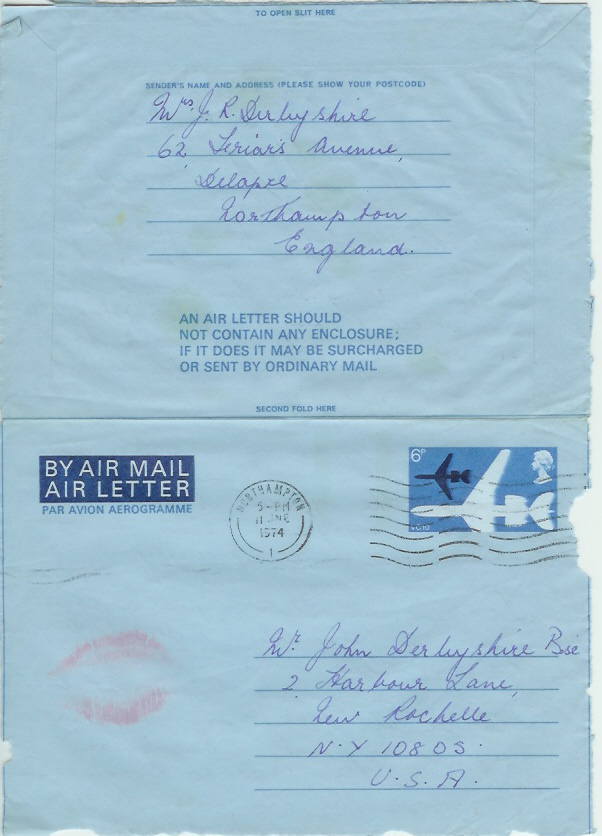 TO OPEN SLIT HERE
SENDER'S NAME AND ADDRESS (PLEASE SHOW YOUR POSTCODE)
Mrs. J. R. Derbyshire
62, Friars Avenue,
Delapre
Northampton
England.
AN AIR LETTER SHOULD
NOT CONTAIN ANY ENCLOSURE;
IF IT DOES IT MAY BE SURCHARGED
OR SENT BY ORDINARY MAIL
SECOND FOLD HERE
BY AIR MAIL
AIR LETTER
PAR AVION AEROGRAMME
6P
NORTHAMPTON
5-PM
11 JNE
1974
1
Mr. John Derbyshire Bsc
2, Harbour Lane,
New Rochelle
N.Y 10805.
U.S.A.